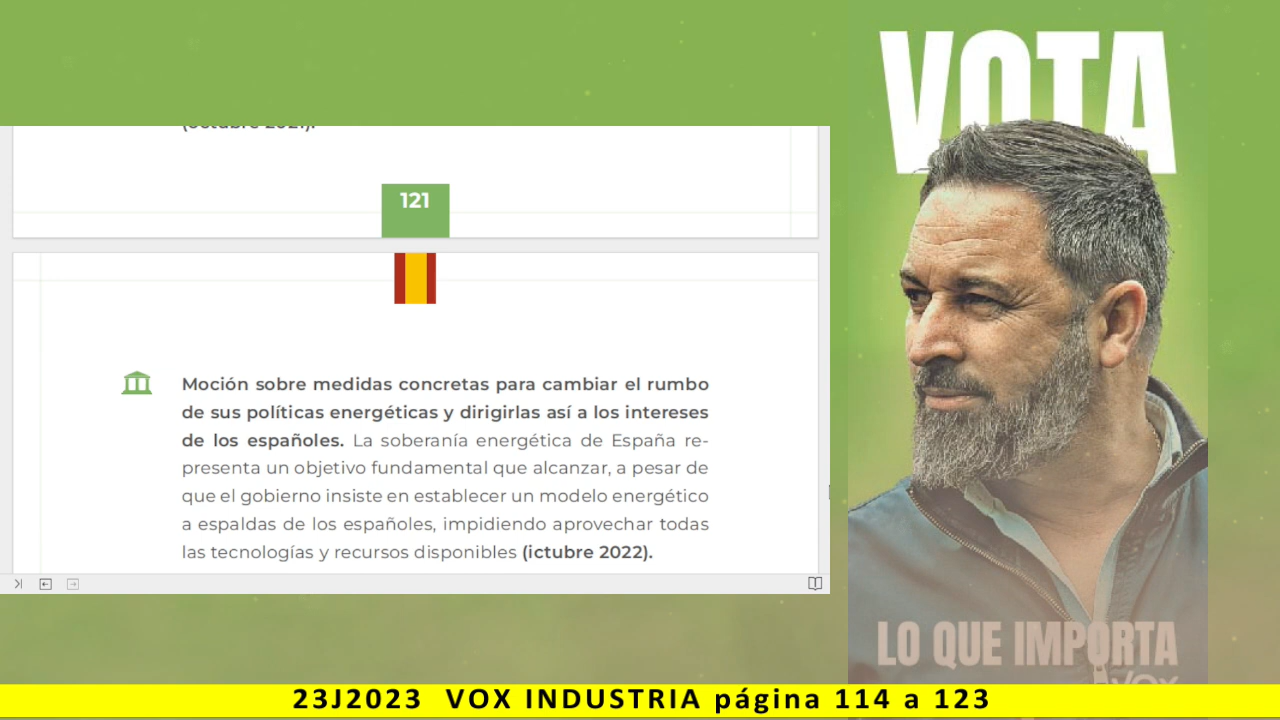 VOTA
(octubre 2021).
121
Moción sobre medidas concretas para cambiar el rumbo
de sus políticas energéticas y dirigirlas así a los intereses
de los españoles. La soberanía energética de España re-
presenta un objetivo fundamental que alcanzar, a pesar de
que el gobierno insiste en establecer un modelo energético
a espaldas de los españoles, impidiendo aprovechar todas
las tecnologías y recursos disponibles (ictubre 2022).
LO QUE IMPORTA
VOX
23J2023 VOX INDUSTRIA página 114 a 123